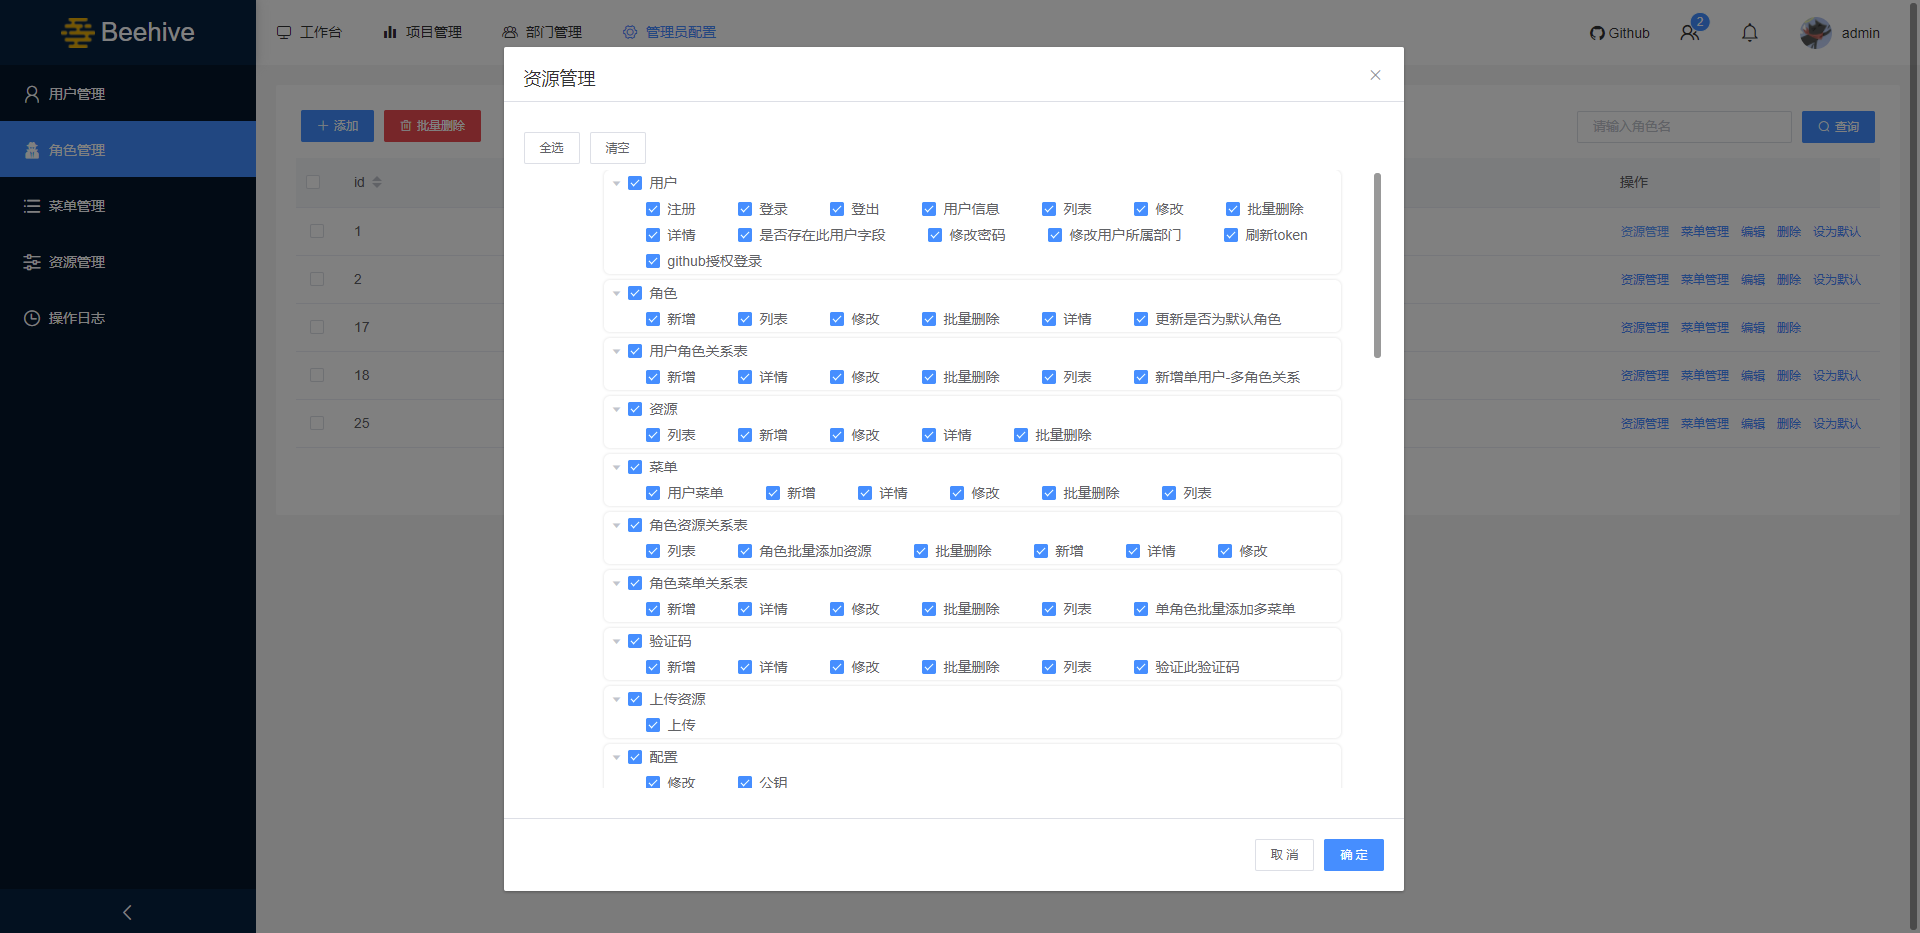 Beehive
工作台 项目管理 部门管理 管理员配置
Github 2 admin
用户管理
角色管理
菜单管理
资源管理
操作日志
添加 批量删除 请输入角色名 查询
id 操作
1 资源管理 菜单管理 编辑 删除 设为默认
2 资源管理 菜单管理 编辑 删除 设为默认
17 资源管理 菜单管理 编辑 删除
18 资源管理 菜单管理 编辑 删除 设为默认
25 资源管理 菜单管理 编辑 删除 设为默认
资源管理
全选 清空
用户
注册 登录 登出 用户信息 列表 修改 批量删除
详情 是否存在此用户字段 修改密码 修改用户所属部门 刷新token
github授权登录
角色
新增 列表 修改 批量删除 详情 更新是否为默认角色
用户角色关系表
新增 详情 修改 批量删除 列表 新增单用户-多角色关系
资源
列表 新增 修改 详情 批量删除
菜单
用户菜单 新增 详情 修改 批量删除 列表
角色资源关系表
列表 角色批量添加资源 批量删除 新增 详情 修改
角色菜单关系表
新增 详情 修改 批量删除 列表 单角色批量添加多菜单
验证码
新增 详情 修改 批量删除 列表 验证此验证码
上传资源
上传
配置
修改 公钥
取 消 确 定